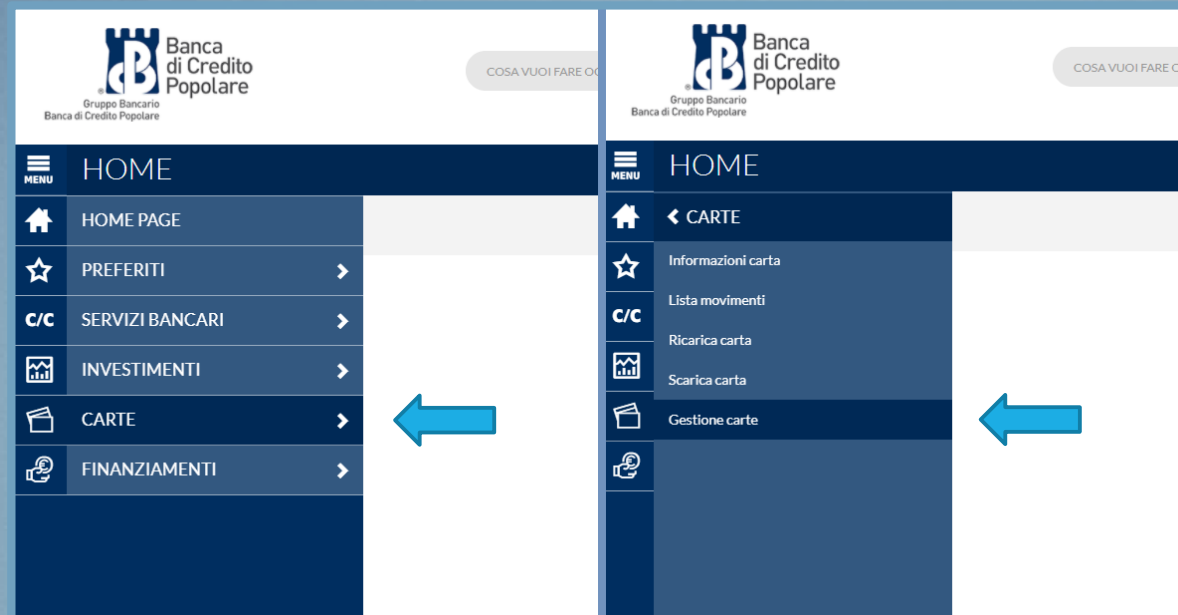 Banca
di Credito
Popolare
Gruppo Bancario
Banca di Credito Popolare
COSA VUOI FARE
MENU
HOME
HOME PAGE
PREFERITI
C/C
SERVIZI BANCARI
INVESTIMENTI
CARTE
FINANZIAMENTI
Banca
di Credito
Popolare
Gruppo Bancario
Banca di Credito Popolare
COSA VUOI FARE
MENU
HOME
CARTE
Informazioni carta
Lista movimenti
C/C
Ricarica carta
Scarica carta
Gestione carte